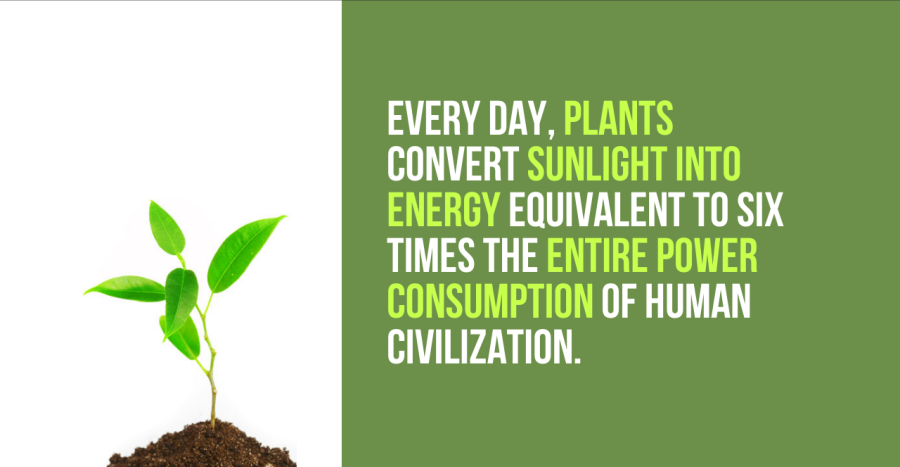 EVERY DAY, PLANTS
CONVERT SUNLIGHT INTO
ENERGY EQUIVALENT TO SIX
TIMES THE ENTIRE POWER
CONSUMPTION OF HUMAN
CIVILIZATION.